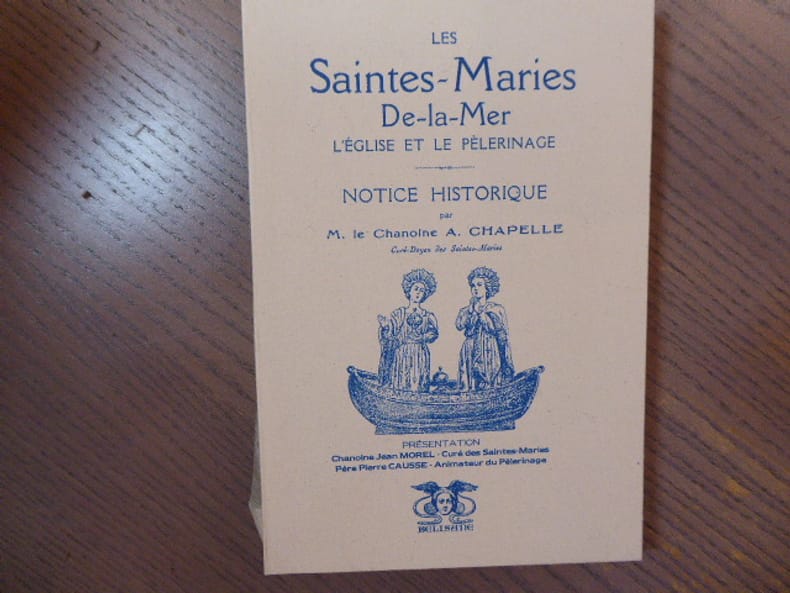 LES
Saintes-Maries
De-la-Mer
L'ÉGLISE ET LE PÈLERINAGE
NOTICE HISTORIQUE
par
M. le Chanoine A. CHAPELLE
Curé-Doyen des Saintes-Maries
PRÉSENTATION
Chanoine Jean MOREL - Curé des Saintes-Maries
Père Pierre CAUSSE - Animateur du Pèlerinage
BELISANE